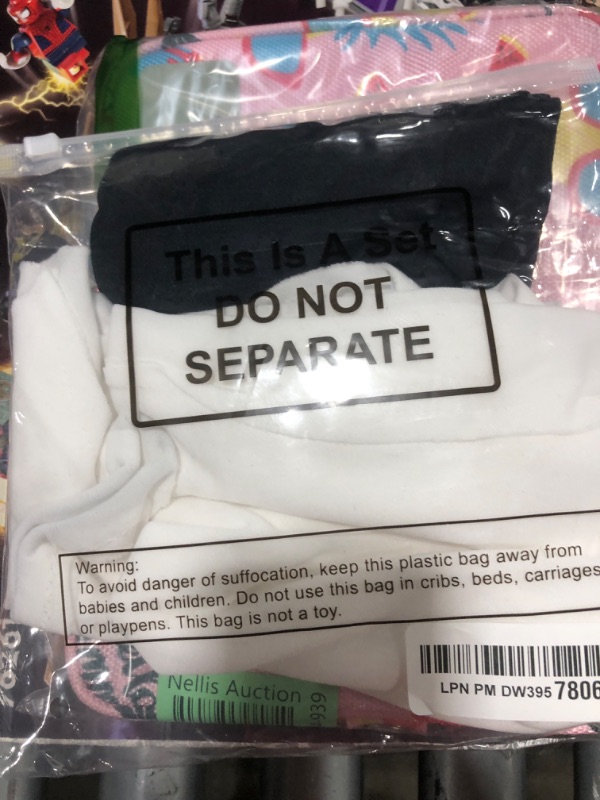 This Is A Set
DO NOT
SEPARATE
Warning:
To avoid danger of suffocation, keep this plastic bag away from
babies and children. Do not use this bag in cribs, beds, carriages
or playpens. This bag is not a toy.
LPN PM DW395 7806
Nellis Auction
4939